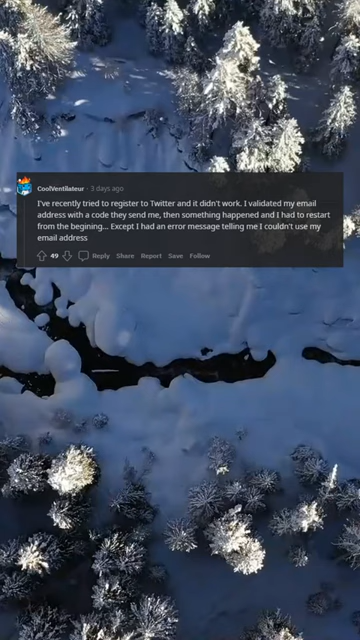 CoolVentilateur · 3 days ago
I've recently tried to register to Twitter and it didn't work. I validated my email
address with a code they send me, then something happened and I had to restart
from the begining... Except I had an error message telling me I couldn't use my
email address
49 Reply Share Report Save Follow